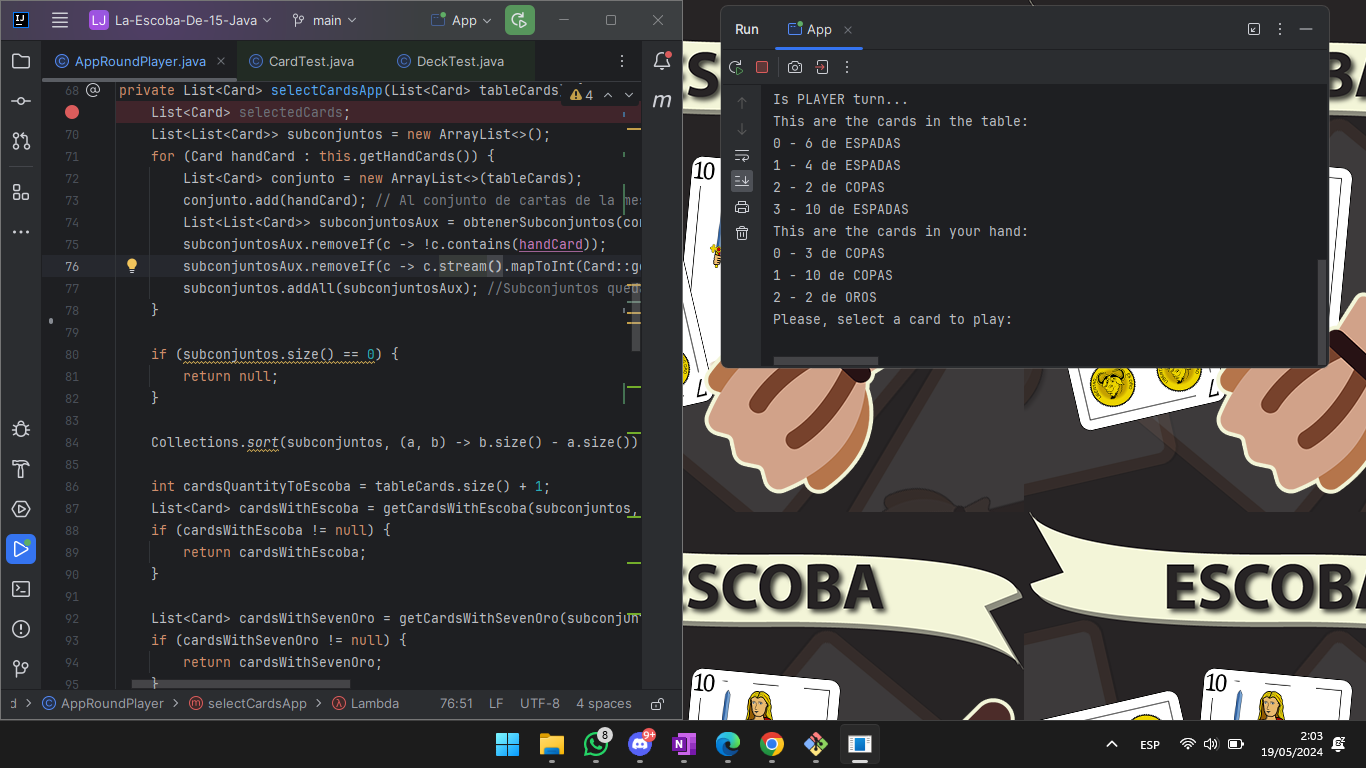 LJ La-Escoba-De-15-Java main App
AppRoundPlayer.java CardTest.java DeckTest.java
68 @ private List<Card> selectCardsApp(List<Card> tableCards
4
List<Card> selectedCards;
70 List<List<Card>> subconjuntos = new ArrayList<>();
71 for (Card handCard : this.getHandCards()) {
72 List<Card> conjunto = new ArrayList<>(tableCards);
73 conjunto.add(handCard); // Al conjunto de cartas de la mes
74 List<List<Card>> subconjuntosAux = obtenerSubconjuntos(con
75 subconjuntosAux.removeIf(c -> !c.contains(handCard));
76 subconjuntosAux.removeIf(c -> c.stream().mapToInt(Card::ge
77 subconjuntos.addAll(subconjuntosAux); //Subconjuntos queda
78 }
79
80 if (subconjuntos.size() == 0) {
81 return null;
82 }
83
84 Collections.sort(subconjuntos, (a, b) -> b.size() - a.size())
85
86 int cardsQuantityToEscoba = tableCards.size() + 1;
87 List<Card> cardsWithEscoba = getCardsWithEscoba(subconjuntos,
88 if (cardsWithEscoba != null) {
89 return cardsWithEscoba;
90 }
91
92 List<Card> cardsWithSevenOro = getCardsWithSevenOro(subconjun
93 if (cardsWithSevenOro != null) {
94 return cardsWithSevenOro;
95 }
d > AppRoundPlayer > selectCardsApp > Lambda 76:51 LF UTF-8 4 spaces
m
Run App
Is PLAYER turn...
This are the cards in the table:
0 - 6 de ESPADAS
1 - 4 de ESPADAS
2 - 2 de COPAS
3 - 10 de ESPADAS
This are the cards in your hand:
0 - 3 de COPAS
1 - 10 de COPAS
2 - 2 de OROS
Please, select a card to play:
10
7
7
SCOBA
ESCOBA
10
10
8
9+
ESP
2:03
19/05/2024